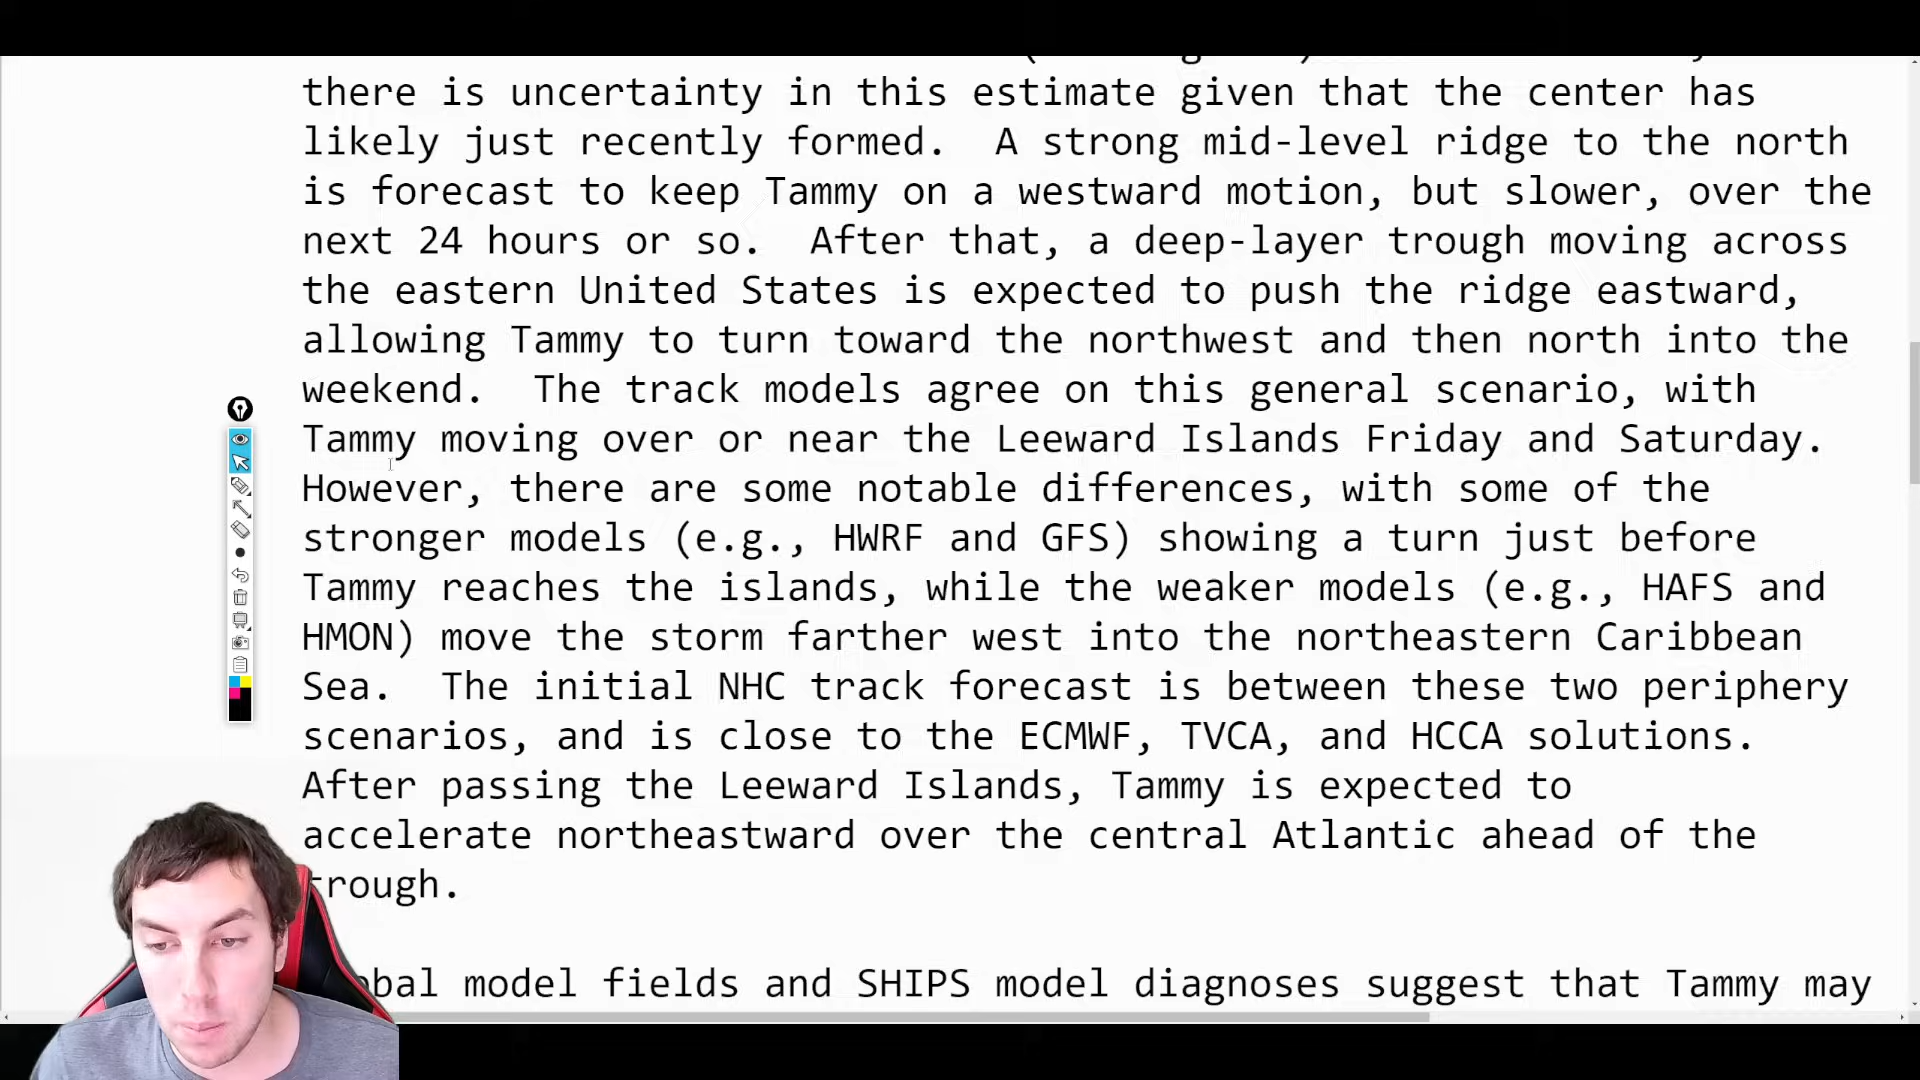 there is uncertainty in this estimate given that the center has
likely just recently formed.  A strong mid-level ridge to the north
is forecast to keep Tammy on a westward motion, but slower, over the
next 24 hours or so.  After that, a deep-layer trough moving across
the eastern United States is expected to push the ridge eastward,
allowing Tammy to turn toward the northwest and then north into the
weekend.  The track models agree on this general scenario, with
Tammy moving over or near the Leeward Islands Friday and Saturday.
However, there are some notable differences, with some of the
stronger models (e.g., HWRF and GFS) showing a turn just before
Tammy reaches the islands, while the weaker models (e.g., HAFS and
HMON) move the storm farther west into the northeastern Caribbean
Sea.  The initial NHC track forecast is between these two periphery
scenarios, and is close to the ECMWF, TVCA, and HCCA solutions.
After passing the Leeward Islands, Tammy is expected to
accelerate northeastward over the central Atlantic ahead of the
trough.
model fields and SHIPS model diagnoses suggest that Tammy may